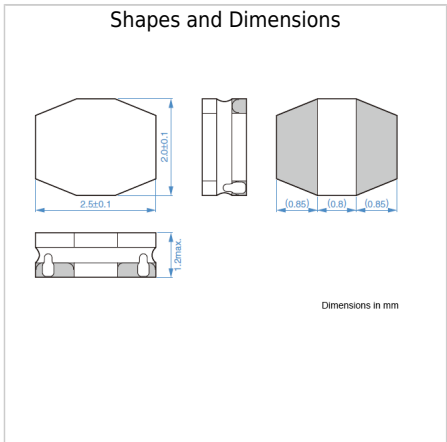 Shapes and Dimensions
2.0±0.1
2.5±0.1
(0.85)
(0.8)
(0.85)
1.2max.
Dimensions in mm